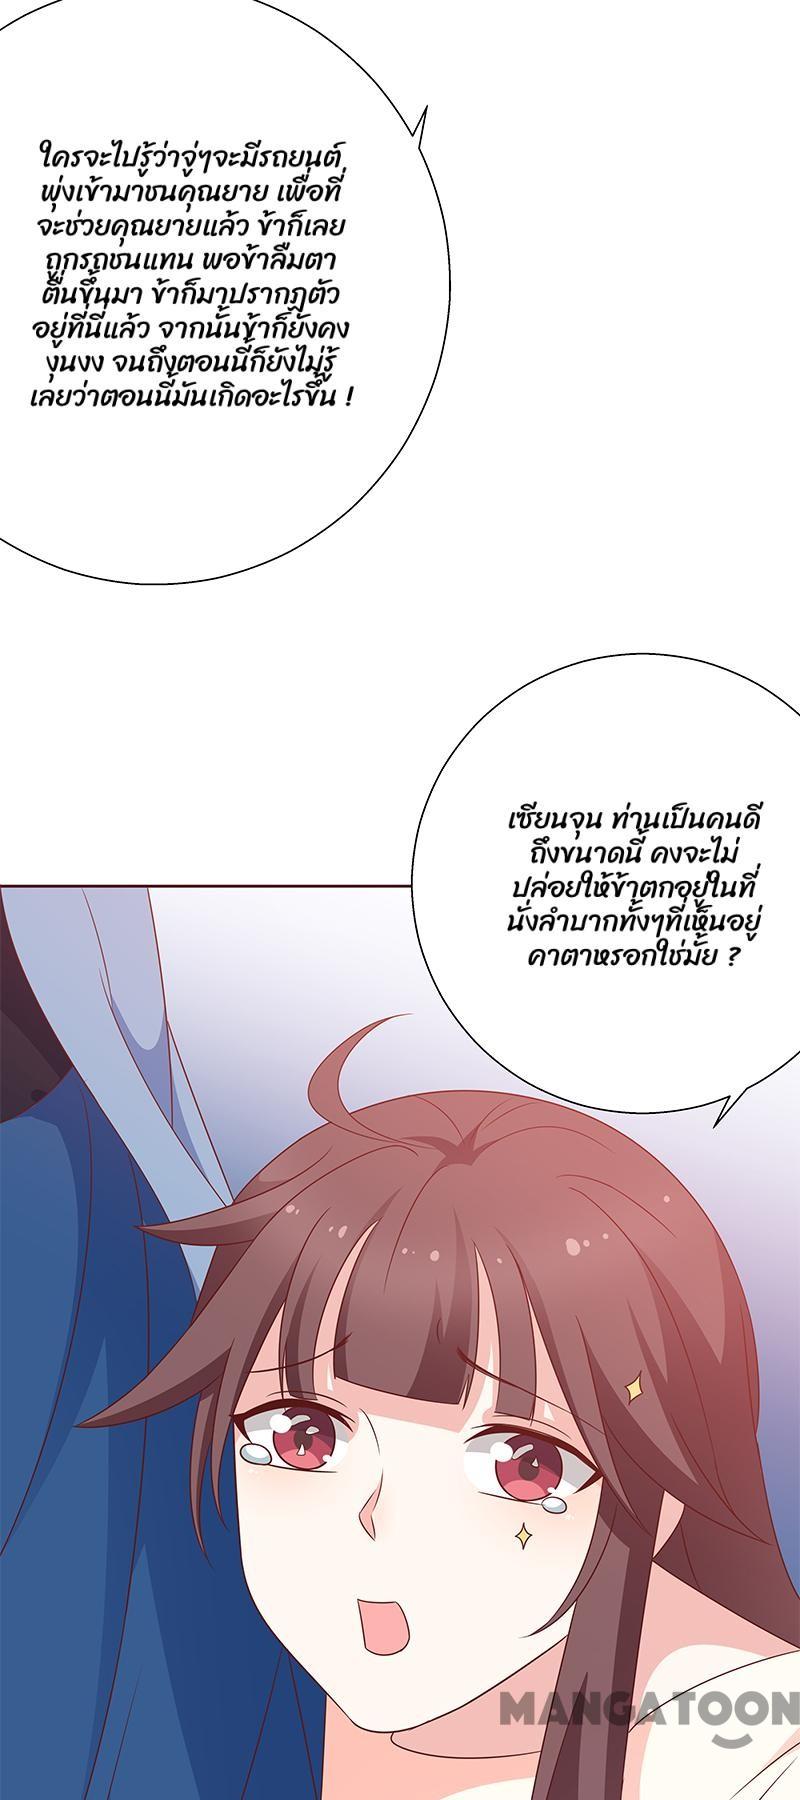 ใครจะไปรู้ว่าจู่ๆจะมีรถยนต์
พุ่งเข้ามาชนคุณยาย เพื่อที่
จะช่วยคุณยายแล้ว ข้าก็เลย
ถูกรถชนแทน พอข้าลืมตา
ตื่นขึ้นมา ข้าก็มาปรากฏตัว
อยู่ที่นี่แล้ว จากนั้นข้าก็ยังคง
งุนงง จนถึงตอนนี้ก็ยังไม่รู้
เลยว่าตอนนี้มันเกิดอะไรขึ้น !
เซียนจุน ท่านเป็นคนดี
ถึงขนาดนี้ คงจะไม่
ปล่อยให้ข้าตกอยู่ในที่
นั่งลำบากทั้งๆที่เห็นอยู่
คาตาหรอกใช่มั้ย ?
MANGATOON